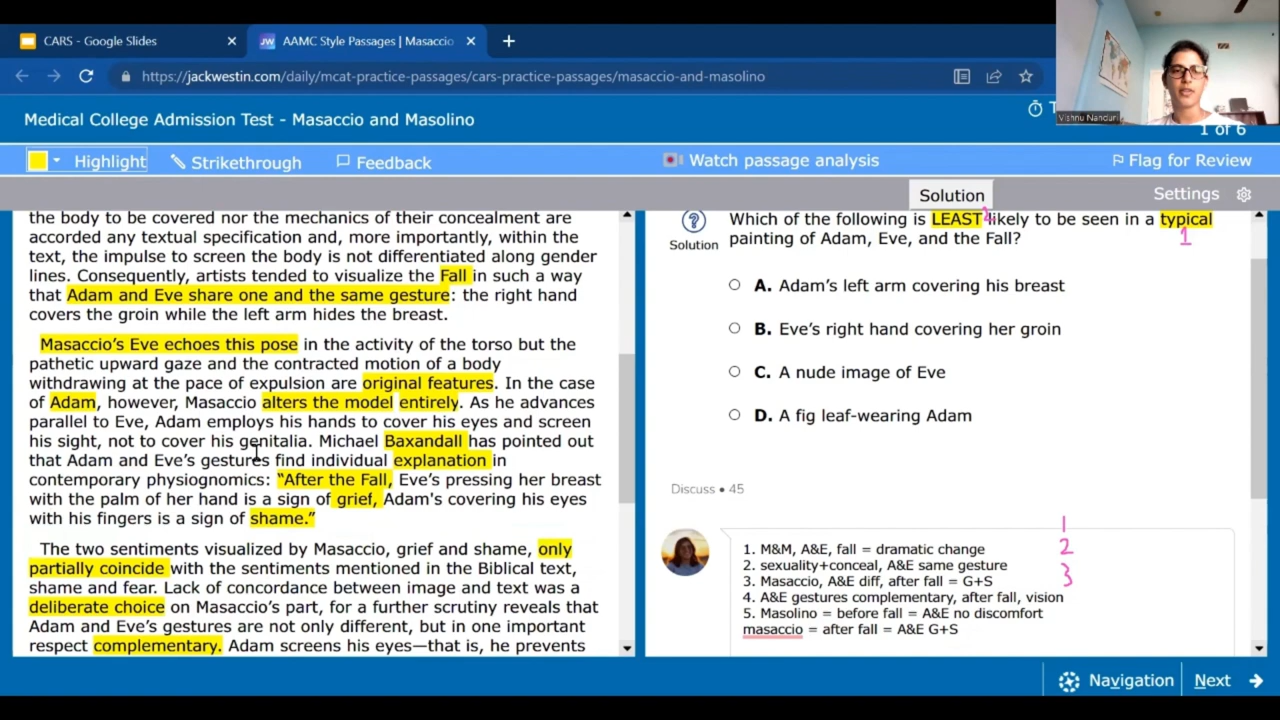 CARS - Google Slides
AAMC Style Passages | Masaccio
https://jackwestin.com/daily/mcat-practice-passages/cars-practice-passages/masaccio-and-masolino
Vishnu Nanduri
Medical College Admission Test - Masaccio and Masolino
1 of 6
Highlight
Strikethrough
Feedback
Watch passage analysis
Flag for Review
Solution
Settings
the body to be covered nor the mechanics of their concealment are
accorded any textual specification and, more importantly, within the
text, the impulse to screen the body is not differentiated along gender
lines. Consequently, artists tended to visualize the Fall in such a way
that Adam and Eve share one and the same gesture: the right hand
covers the groin while the left arm hides the breast.
Masaccio's Eve echoes this pose in the activity of the torso but the
pathetic upward gaze and the contracted motion of a body
withdrawing at the pace of expulsion are original features. In the case
of Adam, however, Masaccio alters the model entirely. As he advances
parallel to Eve, Adam employs his hands to cover his eyes and screen
his sight, not to cover his genitalia. Michael Baxandall has pointed out
that Adam and Eve's gestures find individual explanation in
contemporary physiognomics: “After the Fall, Eve's pressing her breast
with the palm of her hand is a sign of grief, Adam's covering his eyes
with his fingers is a sign of shame.”
The two sentiments visualized by Masaccio, grief and shame, only
partially coincide with the sentiments mentioned in the Biblical text,
shame and fear. Lack of concordance between image and text was a
deliberate choice on Masaccio's part, for a further scrutiny reveals that
Adam and Eve's gestures are not only different, but in one important
respect complementary. Adam screens his eyes—that is, he prevents
Solution
Which of the following is LEAST likely to be seen in a typical
2
painting of Adam, Eve, and the Fall?
1
A. Adam's left arm covering his breast
B. Eve's right hand covering her groin
C. A nude image of Eve
D. A fig leaf-wearing Adam
Discuss • 45
1
1. M&M, A&E, fall = dramatic change
2
2. sexuality+conceal, A&E same gesture
3. Masaccio, A&E diff, after fall = G+S
3
4. A&E gestures complementary, after fall, vision
5. Masolino = before fall = A&E no discomfort
masaccio = after fall = A&E G+S
Navigation
Next